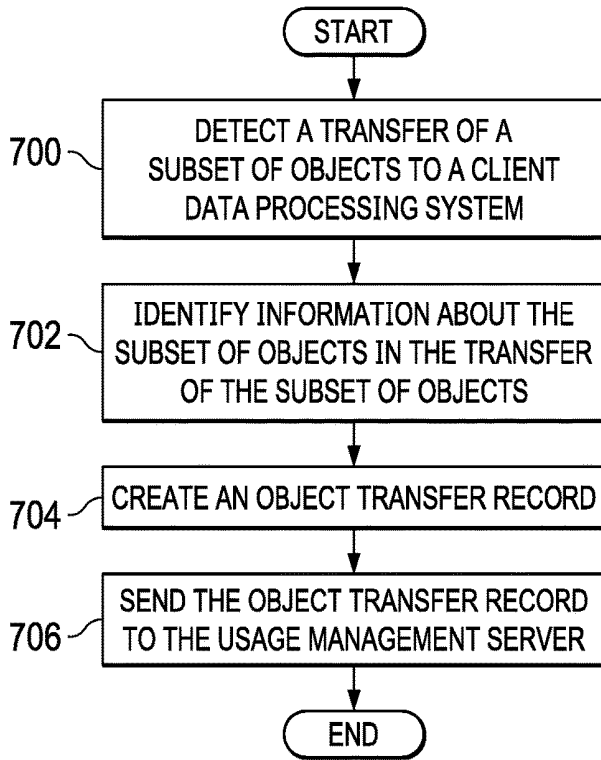 START
700
DETECT A TRANSFER OF A
SUBSET OF OBJECTS TO A CLIENT
DATA PROCESSING SYSTEM
702
IDENTIFY INFORMATION ABOUT THE
SUBSET OF OBJECTS IN THE TRANSFER
OF THE SUBSET OF OBJECTS
704
CREATE AN OBJECT TRANSFER RECORD
706
SEND THE OBJECT TRANSFER RECORD
TO THE USAGE MANAGEMENT SERVER
END